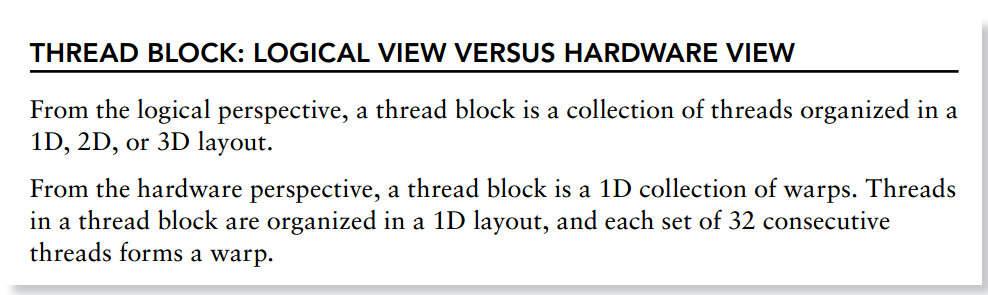 THREAD BLOCK: LOGICAL VIEW VERSUS HARDWARE VIEW
From the logical perspective, a thread block is a collection of threads organized in a
1D, 2D, or 3D layout.
From the hardware perspective, a thread block is a 1D collection of warps. Threads
in a thread block are organized in a 1D layout, and each set of 32 consecutive
threads forms a warp.